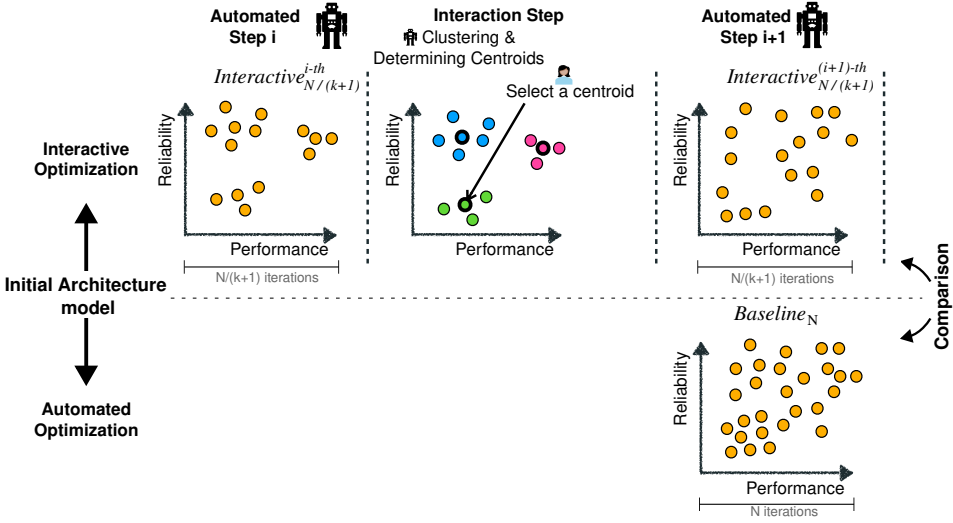 Automated
Step i
Interaction Step
Clustering &
Determining Centroids
Automated
Step i+1
Interactive^{i-th}_{N/(k+1)}
Select a centroid
Interactive^{(i+1)-th}_{N/(k+1)}
Reliability
Performance
N/(k+1) iterations
Reliability
Performance
Reliability
Performance
N/(k+1) iterations
Interactive
Optimization
Initial Architecture
model
Automated
Optimization
Comparison
Baseline_N
Reliability
Performance
N iterations